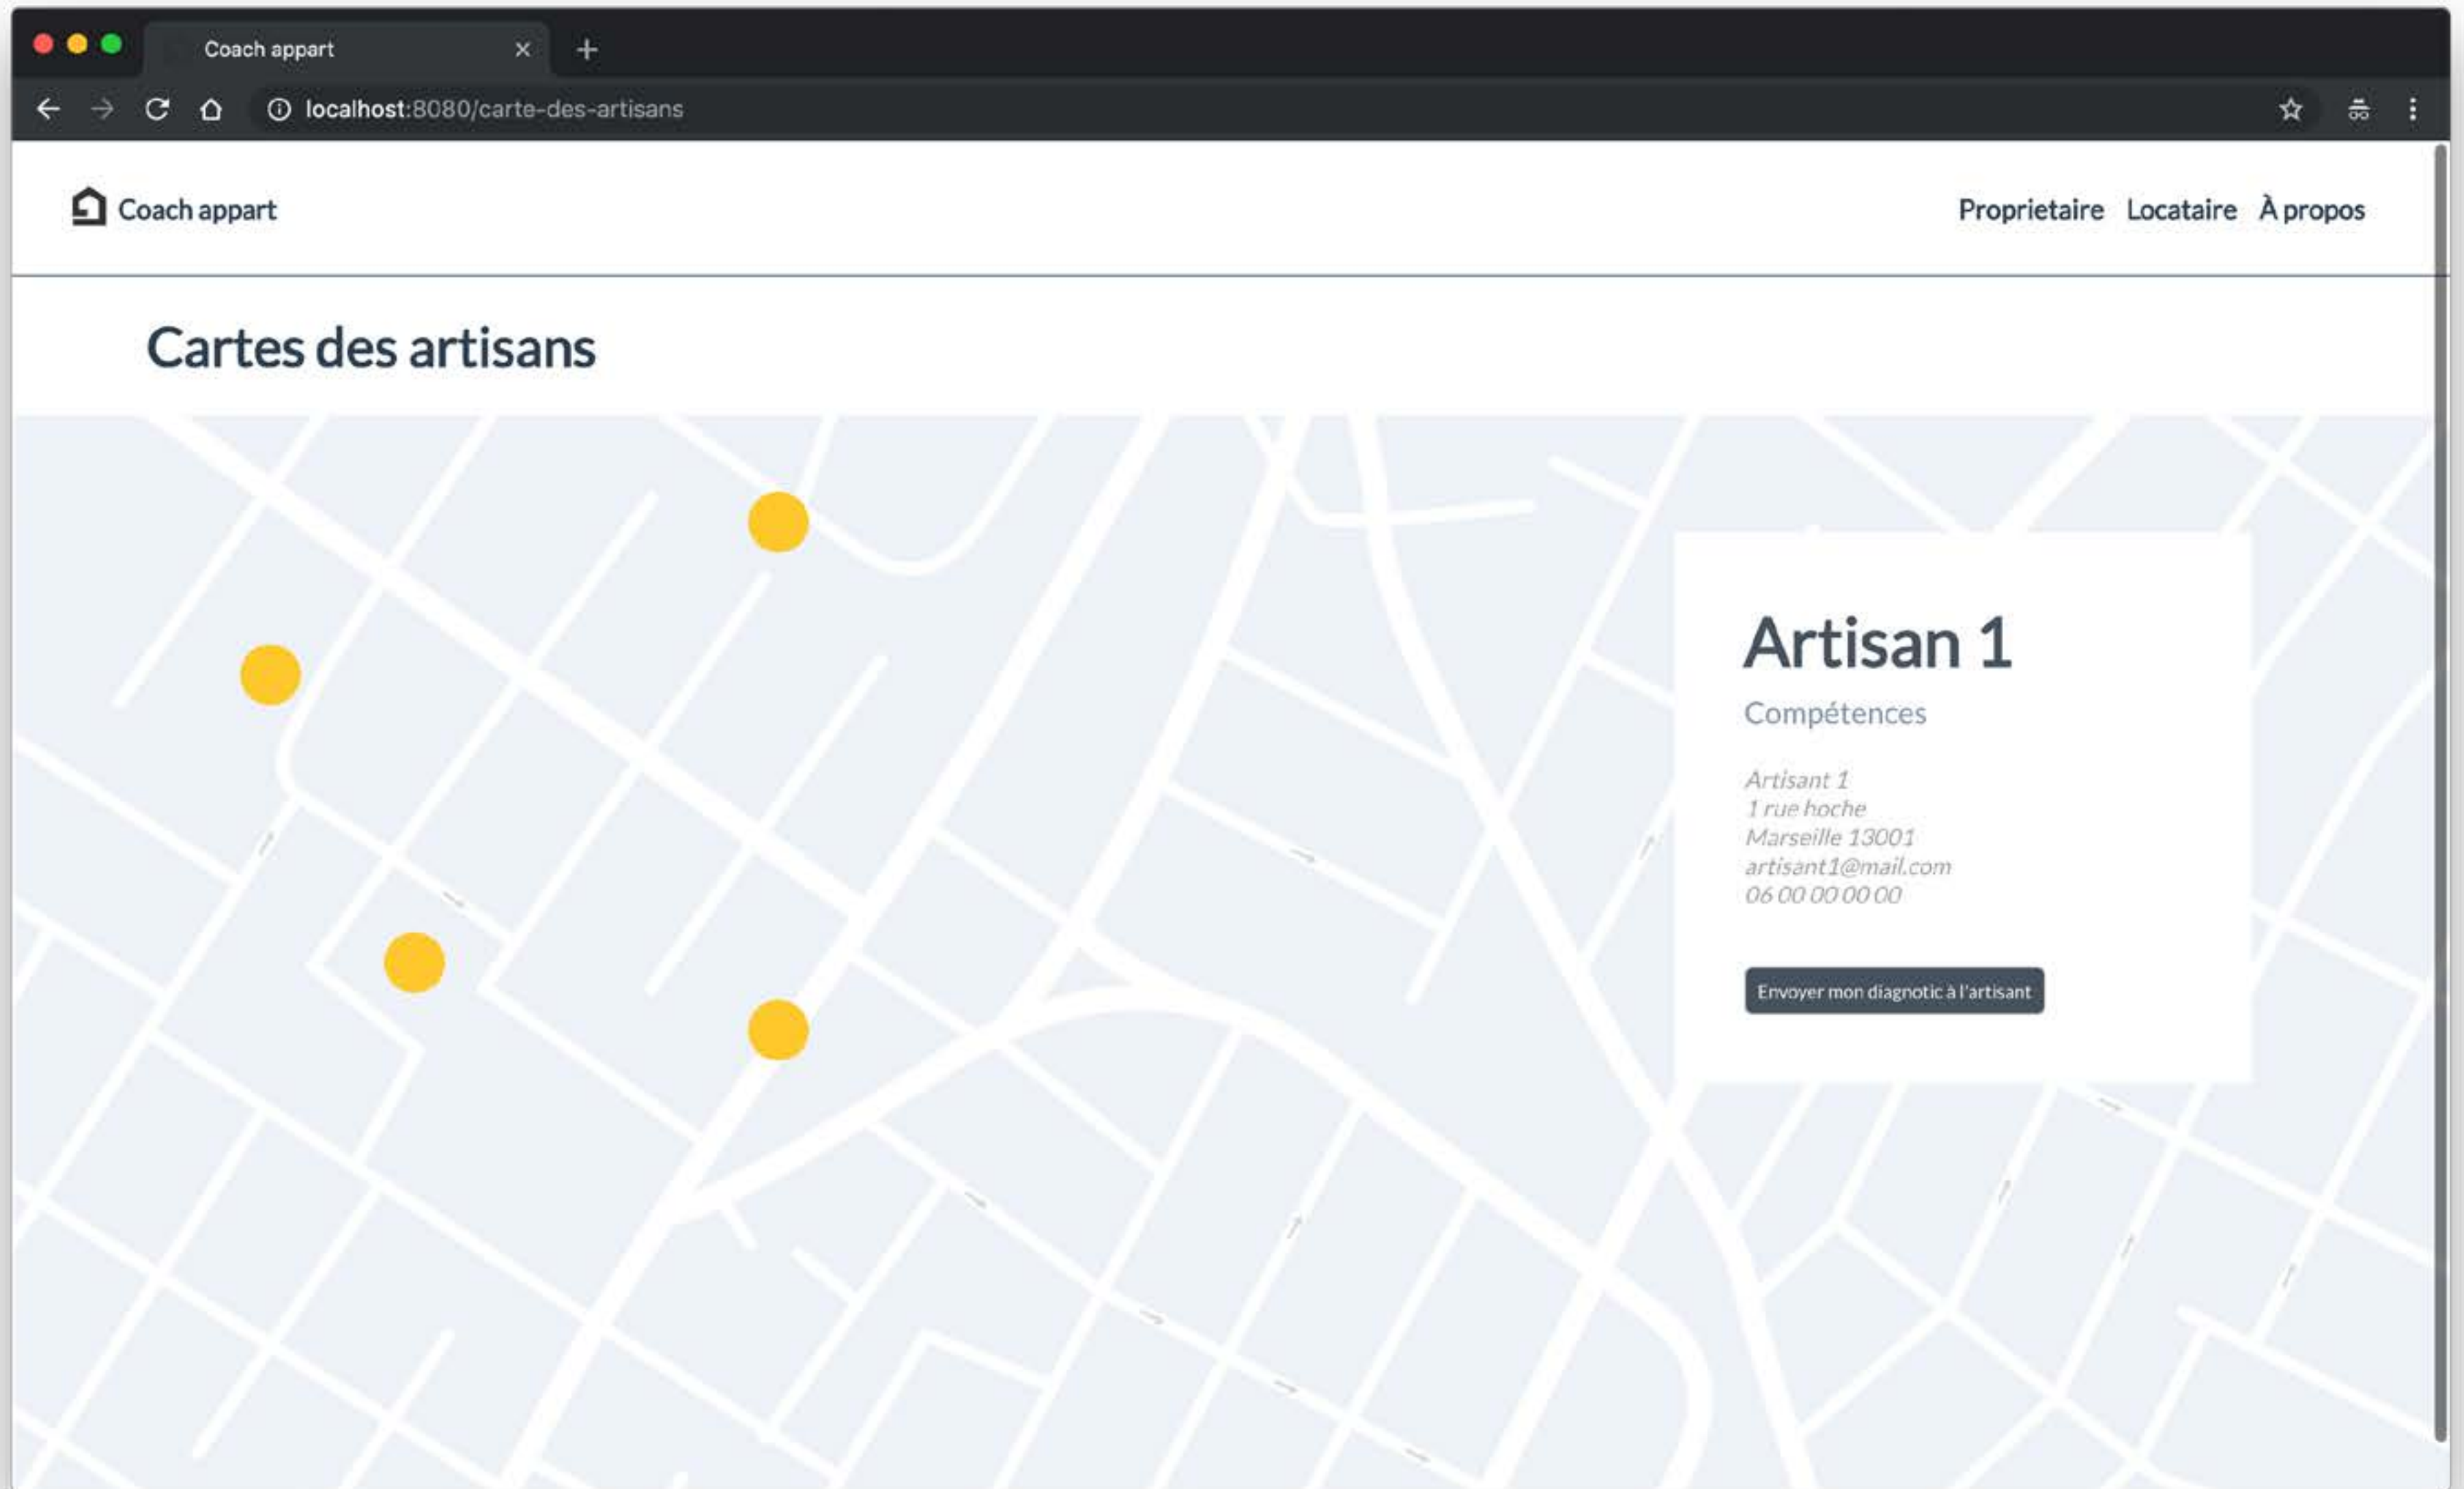 Coach appart
localhost:8080/carte-des-artisans
Coach appart
Proprietaire Locataire À propos
Cartes des artisans
Artisan 1
Compétences
Artisant 1
1 rue hoche
Marseille 13001
artisant1@mail.com
06 00 00 00 00
Envoyer mon diagnotic à l'artisant